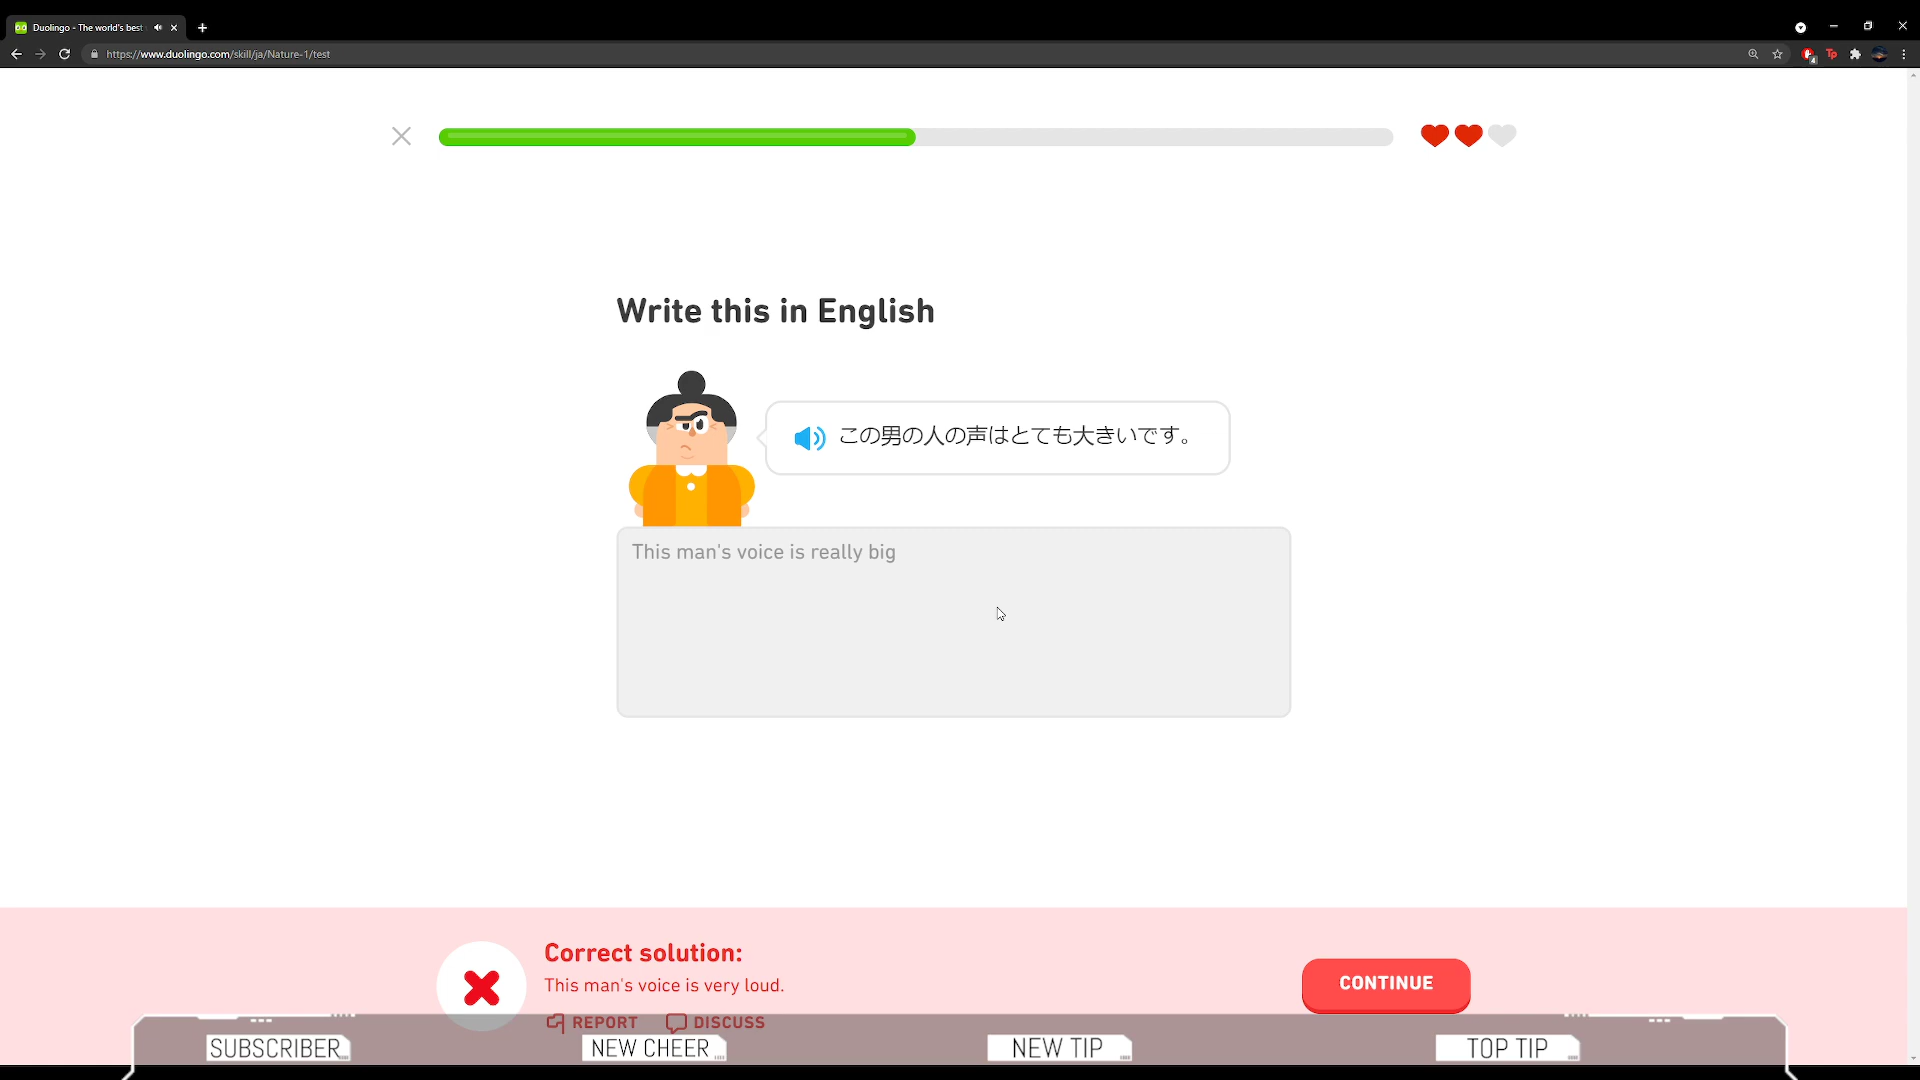 Duolingo - The world's best
https://www.duolingo.com/skill/ja/Nature-1/test
4
Tp
Write this in English
この男の人の声はとても大きいです。
This man's voice is really big
Correct solution:
This man's voice is very loud.
CONTINUE
REPORT DISCUSS
SUBSCRIBER NEW CHEER NEW TIP TOP TIP